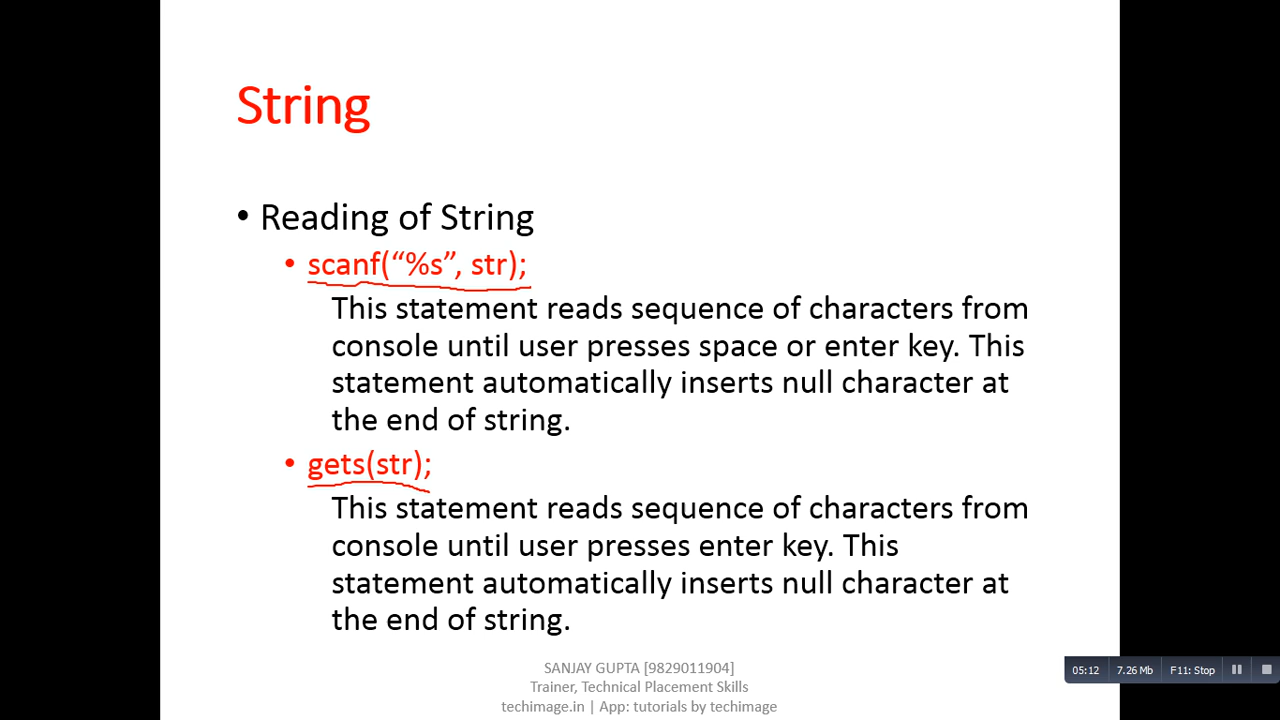 String
• Reading of String
• scanf(“%s”, str);
This statement reads sequence of characters from
console until user presses space or enter key. This
statement automatically inserts null character at
the end of string.
• gets(str);
This statement reads sequence of characters from
console until user presses enter key. This
statement automatically inserts null character at
the end of string.
SANJAY GUPTA [9829011904]
Trainer, Technical Placement Skills
techimage.in | App: tutorials by techimage
05:12 7.26 Mb F11: Stop